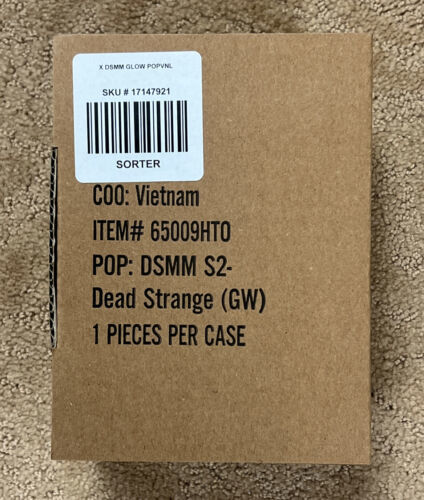 X DSMM GLOW POPVNL
SKU # 17147921
SORTER
COO: Vietnam
ITEM# 65009HTO
POP: DSMM S2-
Dead Strange (GW)
1 PIECES PER CASE